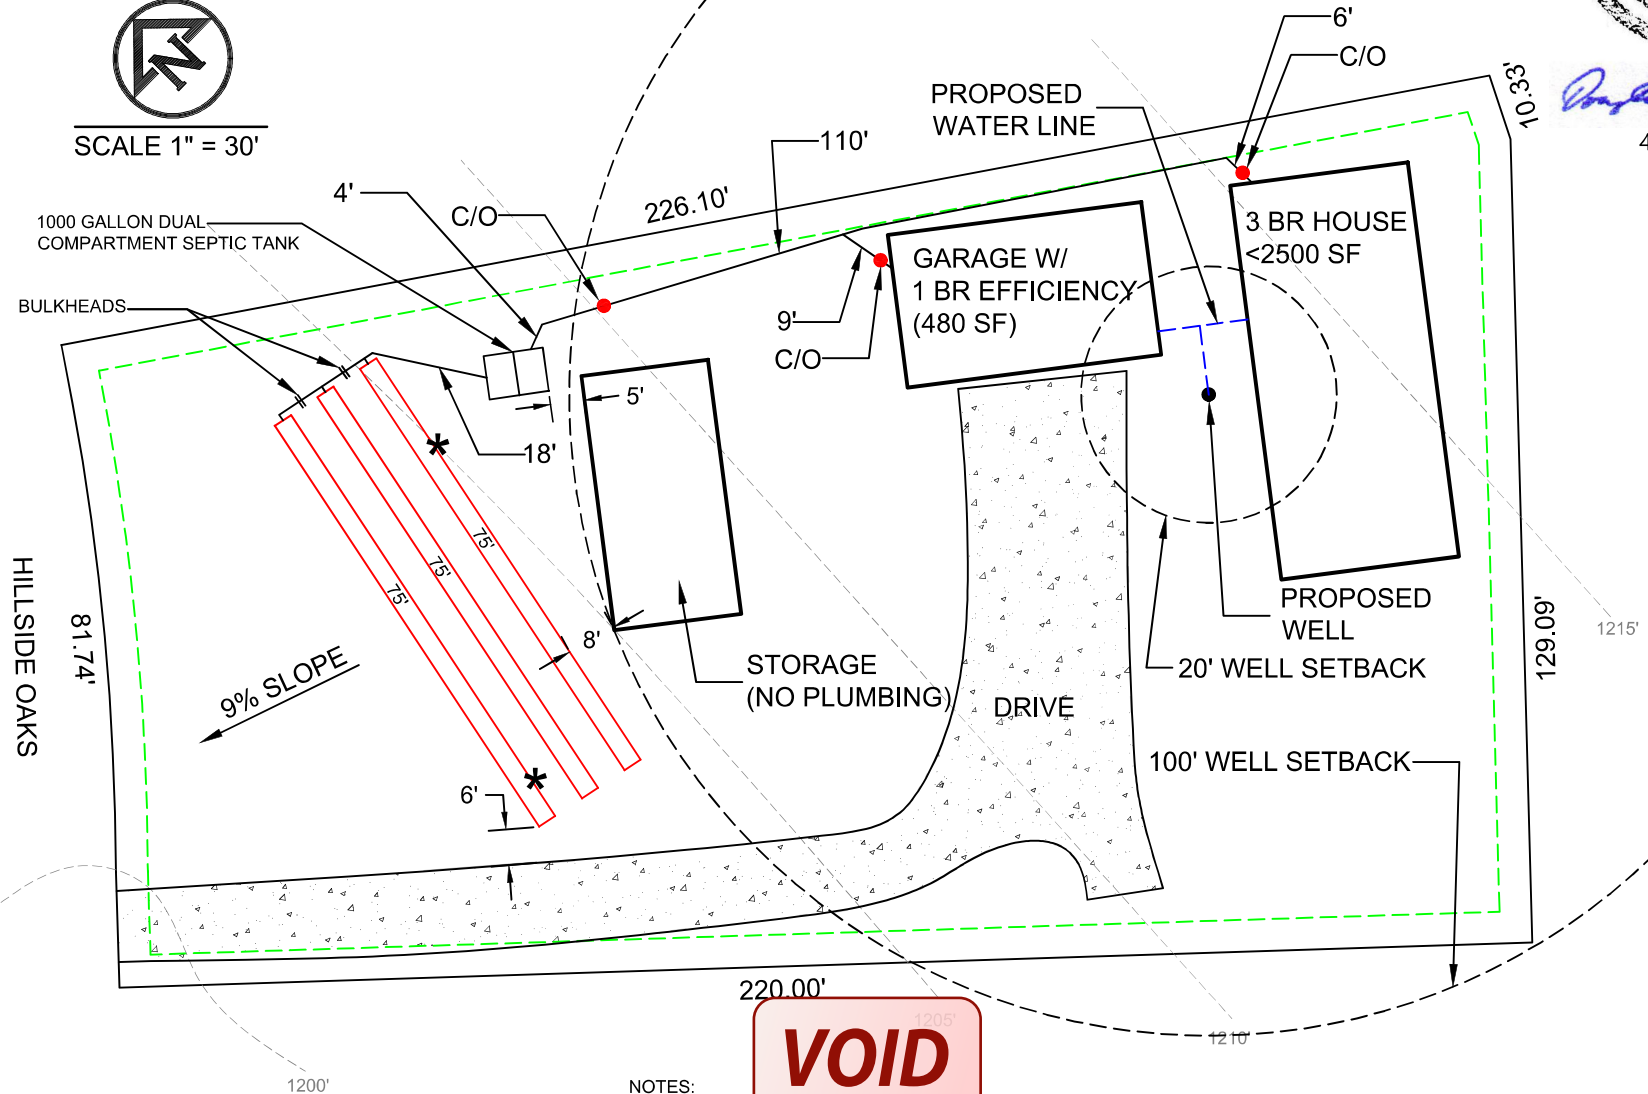 N
SCALE 1" = 30'
6'
C/O
10.33'
PROPOSED
WATER LINE
110'
4'
C/O
226.10'
1000 GALLON DUAL
COMPARTMENT SEPTIC TANK
3 BR HOUSE
<2500 SF
GARAGE W/
1 BR EFFICIENCY
(480 SF)
BULKHEADS
9'
C/O
5'
18'
*
75'
75'
75'
HILLSIDE OAKS
81.74'
8'
9% SLOPE
STORAGE
(NO PLUMBING)
DRIVE
PROPOSED
WELL
1215'
129.09'
20' WELL SETBACK
100' WELL SETBACK
*
6'
220.00'
1205'
1210'
VOID
1200'
NOTES: